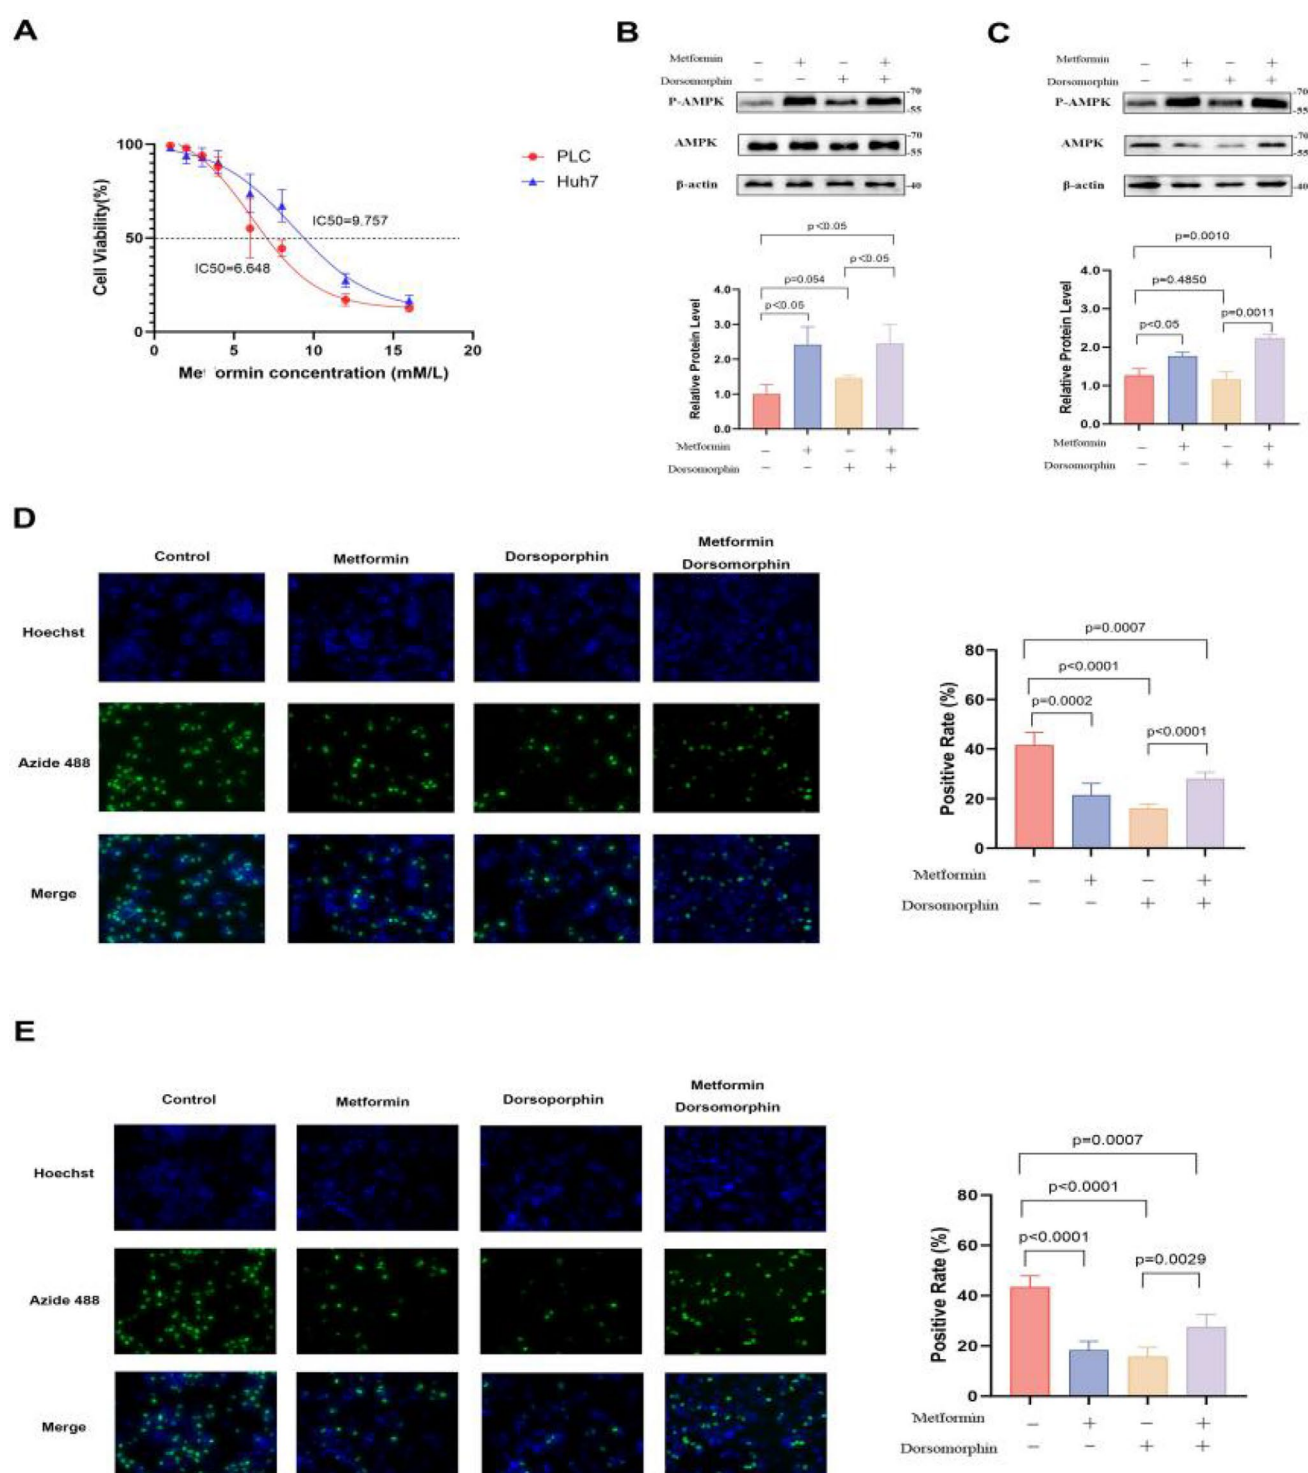 A
100
50
0
Cell Viability(%)
IC50=9.757
IC50=6.648
0 5 10 15 20
Me ormin concentration (mM/L)
PLC
Huh7
B
Metformin − + − +
Dorsomorphin − − + +
P-AMPK
-70
-55
AMPK
-70
-55
β-actin
-40
p<0.05
p<0.05
p=0.054
p<0.05
Relative Protein Level
4.0
3.0
2.0
1.0
0.0
Metformin − + − +
Dorsomorphin − − + +
C
Metformin − + − +
Dorsomorphin − − + +
P-AMPK
-70
-55
AMPK
-70
-55
β-actin
-40
p=0.0010
p=0.4850
p<0.05
p=0.0011
Relative Protein Level
4.0
3.0
2.0
1.0
0.0
Metformin − + − +
Dorsomorphin − − + +
D
Control
Metformin
Dorsoporphin
Metformin
Dorsomorphin
Hoechst
Azide 488
Merge
p=0.0007
p<0.0001
p=0.0002
p<0.0001
Positive Rate (%)
80
60
40
20
0
Metformin − + − +
Dorsomorphin − − + +
E
Control
Metformin
Dorsoporphin
Metformin
Dorsomorphin
Hoechst
Azide 488
Merge
p=0.0007
p<0.0001
p<0.0001
p=0.0029
Positive Rate (%)
80
60
40
20
0
Metformin − + − +
Dorsomorphin − − + +